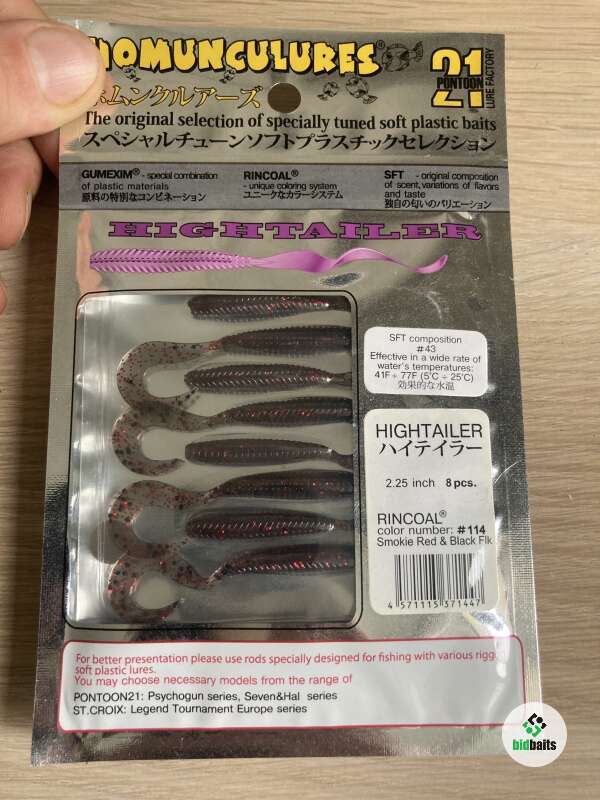 HOMUNCULURES®
ホムンクルアーズ
21
PONTOON
LURE FACTORY
The original selection of specially tuned soft plastic baits
スペシャルチューンソフトプラスチックセレクション
GUMEXIM® - special combination
of plastic materials
原料の特別なコンビネーション
RINCOAL®
- unique coloring system
ユニークなカラーシステム
SFT - original composition
of scent, variations of flavors
and taste
独自の匂いのバリエーション
HIGHTAILER
SFT composition
#43
Effective in a wide rate of
water's temperatures:
41F ÷ 77F (5°C ÷ 25°C)
効果的な水温
HIGHTAILER
ハイテイラー
2.25 inch 8 pcs.
RINCOAL®
color number: #114
Smokie Red & Black Flk
4 571115 371447
For better presentation please use rods specially designed for fishing with various rigged
soft plastic lures.
You may choose necessary models from the range of
PONTOON21: Psychogun series, Seven&Hal series
ST.CROIX: Legend Tournament Europe series
bidbaits